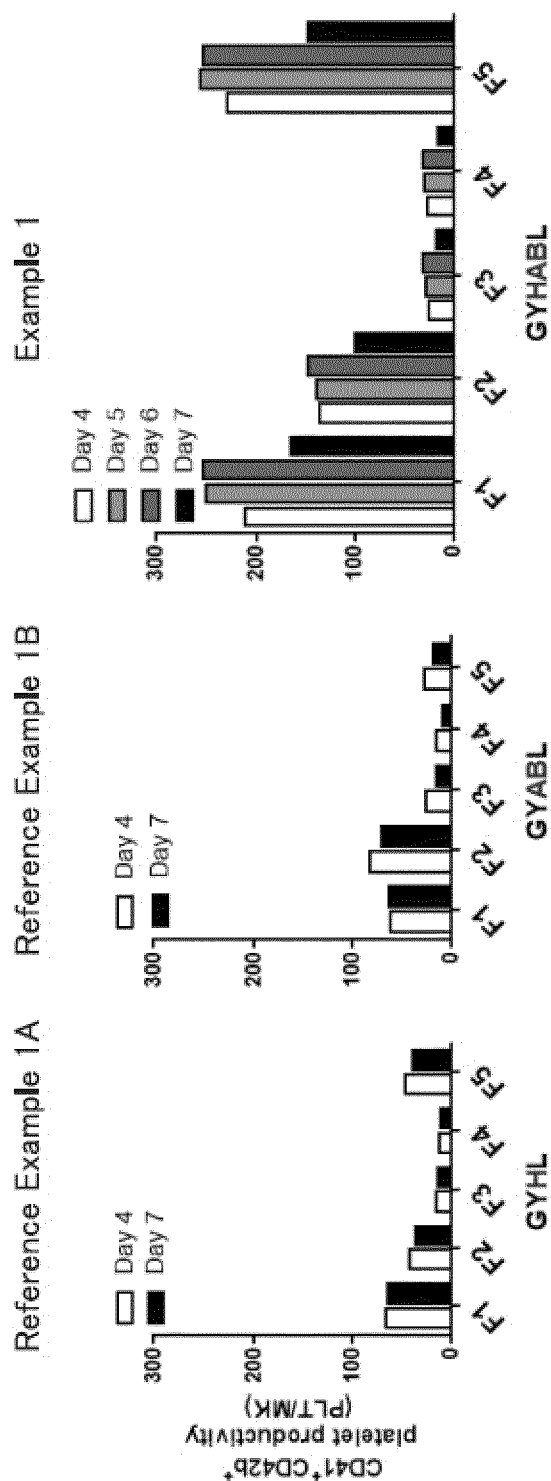 Reference Example 1A
CD41⁺CD42b⁺
platelet productivity
(PLT/MK)
300
200
100
0
Day 4
Day 7
F1
F2
F3
F4
F5
GYHL
Reference Example 1B
300
200
100
0
Day 4
Day 7
F1
F2
F3
F4
F5
GYABL
Example 1
300
200
100
0
Day 4
Day 5
Day 6
Day 7
F1
F2
F3
F4
F5
GYHABL